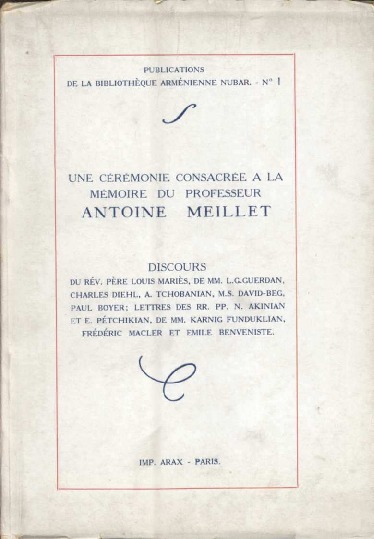 PUBLICATIONS
DE LA BIBLIOTHÈQUE ARMÉNIENNE NUBAR. - N° 1
UNE CÉRÉMONIE CONSACRÉE A LA
MÉMOIRE DU PROFESSEUR
ANTOINE MEILLET
DISCOURS
DU RÉV. PÈRE LOUIS MARIÈS, DE MM. L.G.GUERDAN,
CHARLES DIEHL, A. TCHOBANIAN, M.S. DAVID-BEG,
PAUL BOYER; LETTRES DES RR. PP. N. AKINIAN
ET E. PÉTCHIKIAN, DE MM. KARNIG FUNDUKLIAN,
FRÉDÉRIC MACLER ET EMILE BENVENISTE.
IMP. ARAX - PARIS.